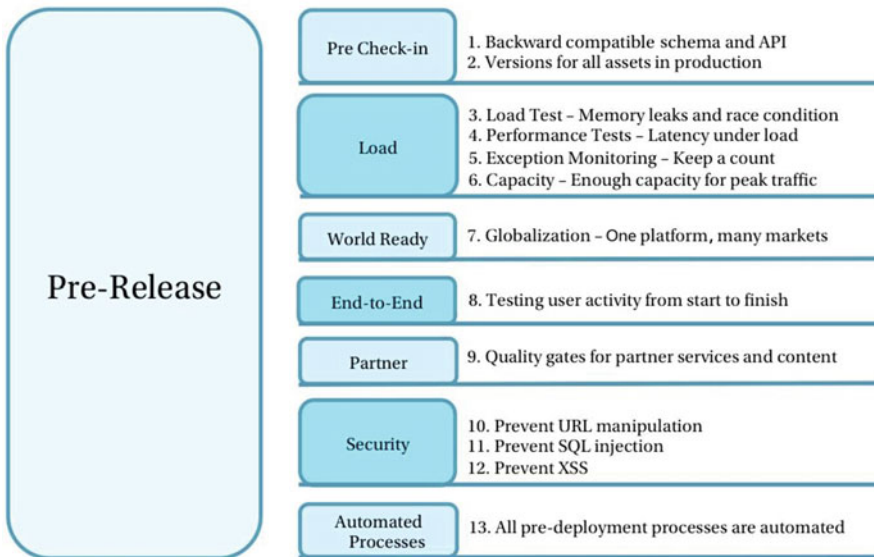 Pre-Release
Pre Check-in
1. Backward compatible schema and API
2. Versions for all assets in production
Load
3. Load Test – Memory leaks and race condition
4. Performance Tests – Latency under load
5. Exception Monitoring – Keep a count
6. Capacity – Enough capacity for peak traffic
World Ready
7. Globalization – One platform, many markets
End-to-End
8. Testing user activity from start to finish
Partner
9. Quality gates for partner services and content
Security
10. Prevent URL manipulation
11. Prevent SQL injection
12. Prevent XSS
Automated
Processes
13. All pre-deployment processes are automated